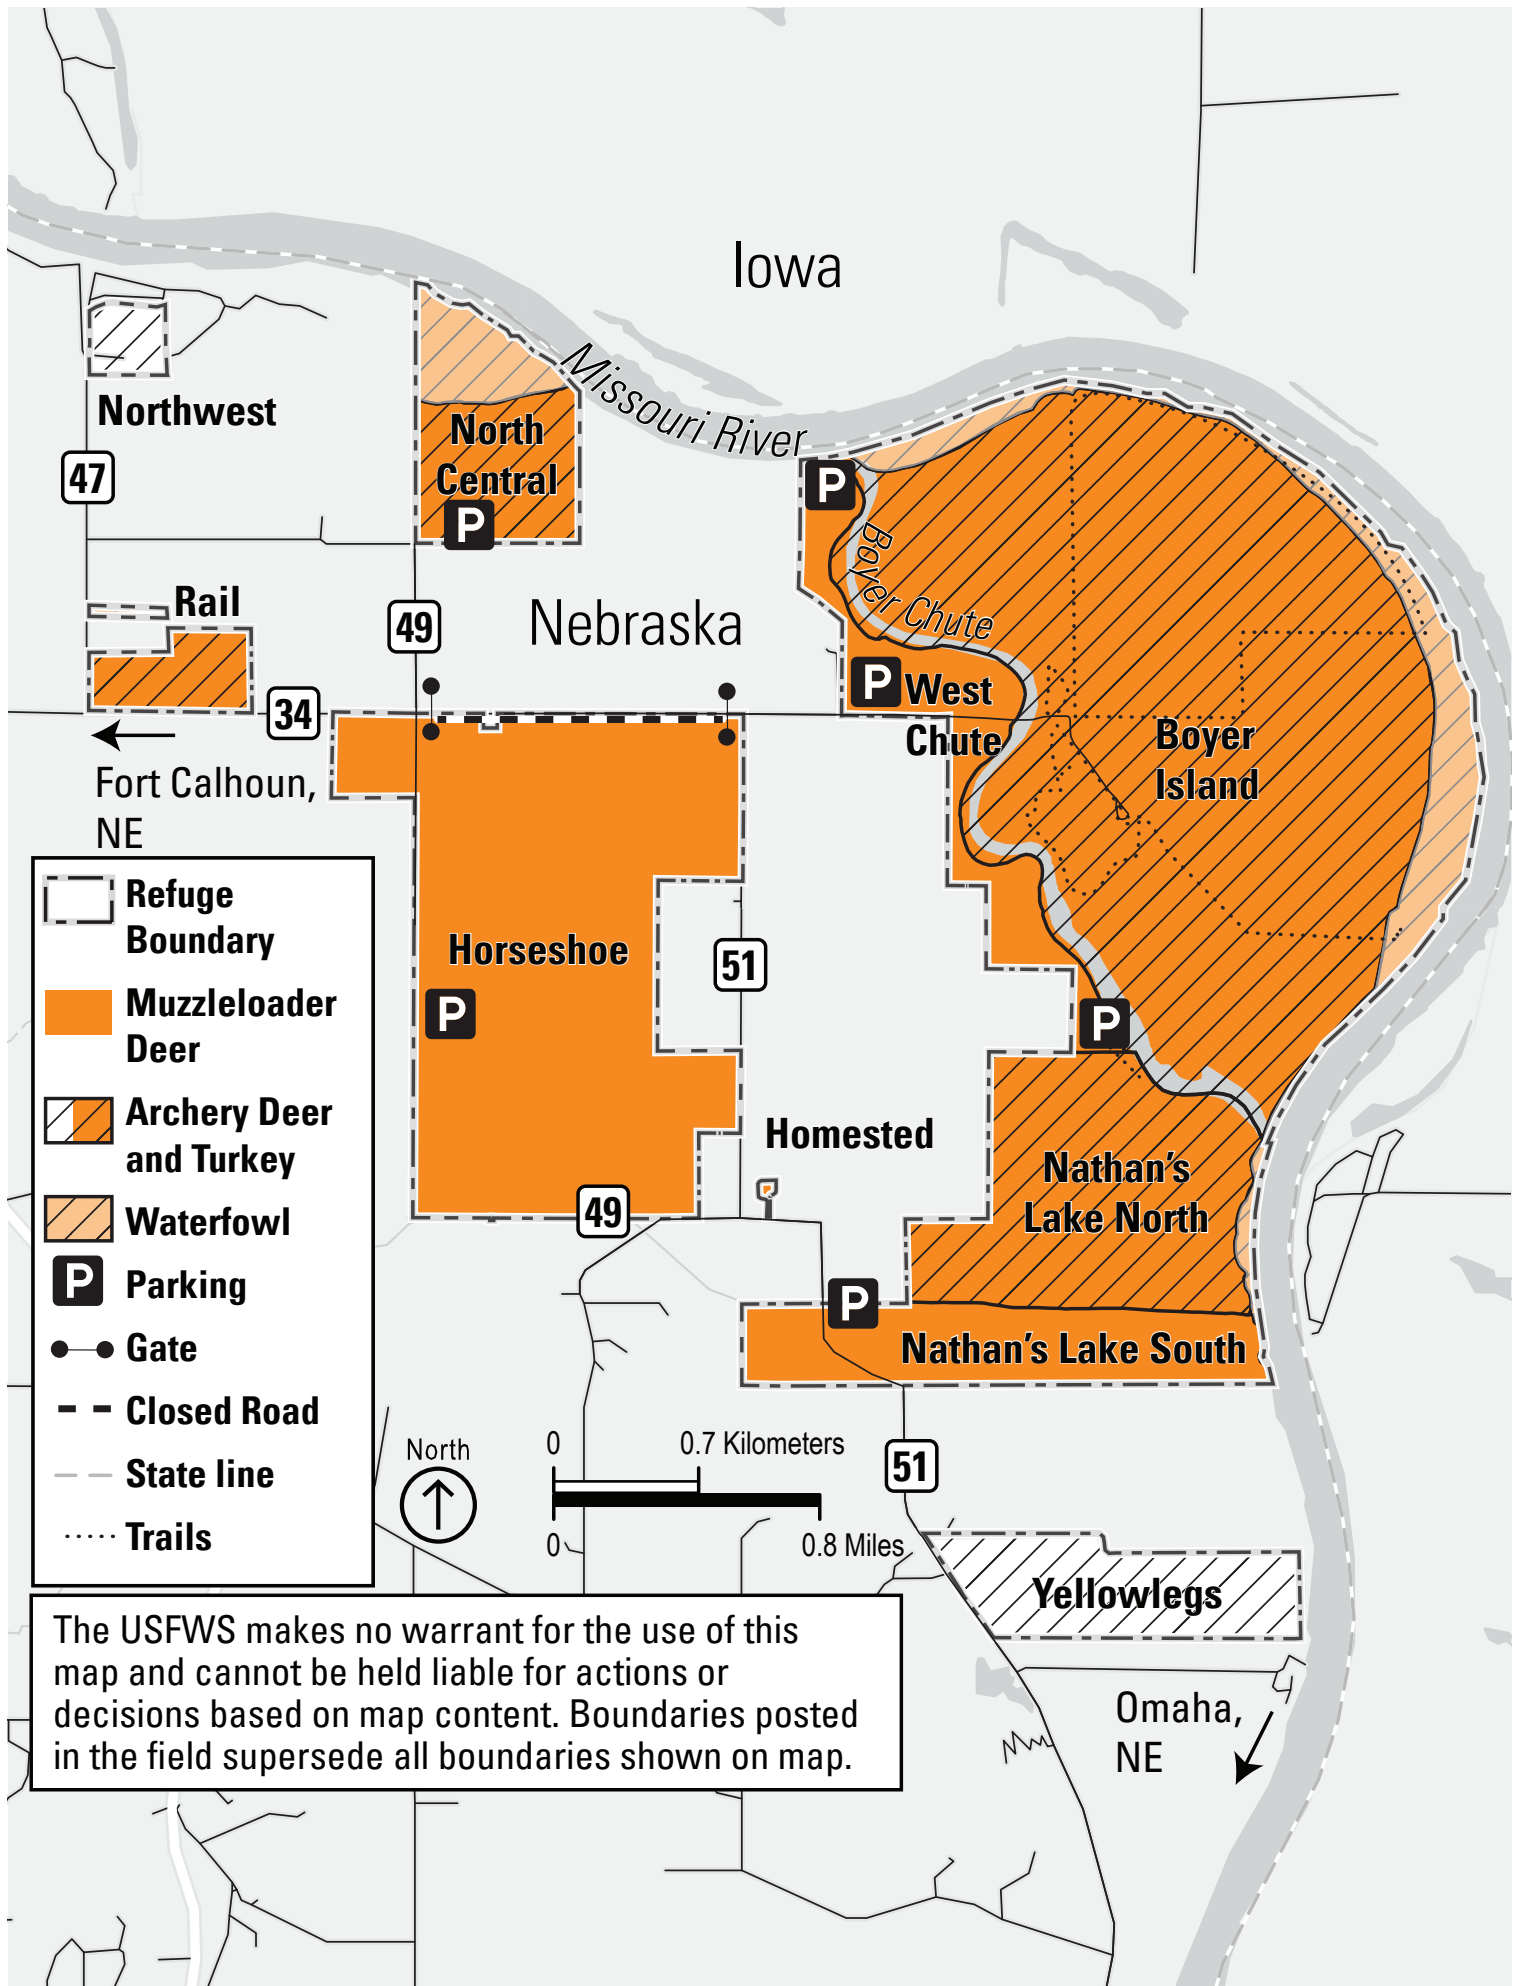 Iowa
Missouri River
Northwest
North
Central
P
P
47
Boyer Chute
Rail
49
Nebraska
P
West
Chute
34
Boyer
Island
Fort Calhoun,
NE
Horseshoe
51
P
P
Homested
Nathan's
Lake North
49
P
Nathan's Lake South
Refuge
Boundary
Muzzleloader
Deer
Archery Deer
and Turkey
Waterfowl
P Parking
Gate
Closed Road
State line
Trails
North
0 0.7 Kilometers
0 0.8 Miles
51
Yellowlegs
Omaha,
NE
The USFWS makes no warrant for the use of this
map and cannot be held liable for actions or
decisions based on map content. Boundaries posted
in the field supersede all boundaries shown on map.